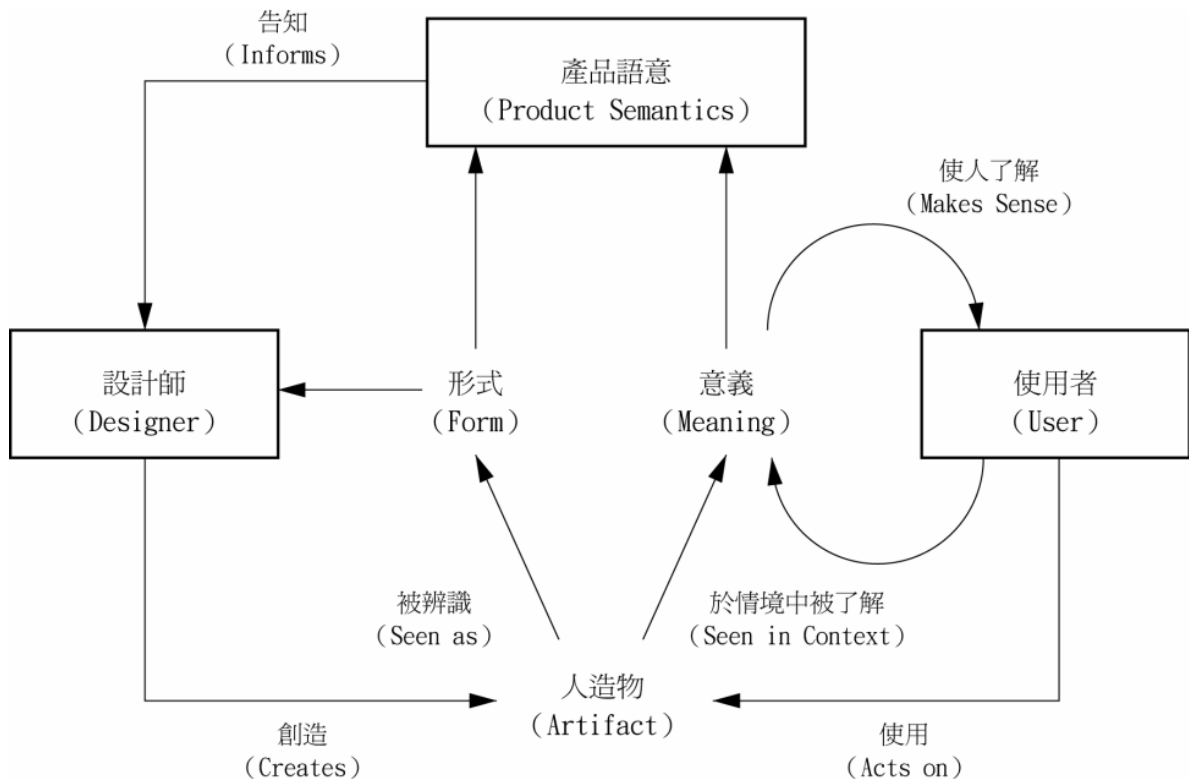 告知
(Informs)
產品語意
(Product Semantics)
使人了解
(Makes Sense)
設計師
(Designer)
形式
(Form)
意義
(Meaning)
使用者
(User)
被辨識
(Seen as)
於情境中被了解
(Seen in Context)
人造物
(Artifact)
創造
(Creates)
使用
(Acts on)